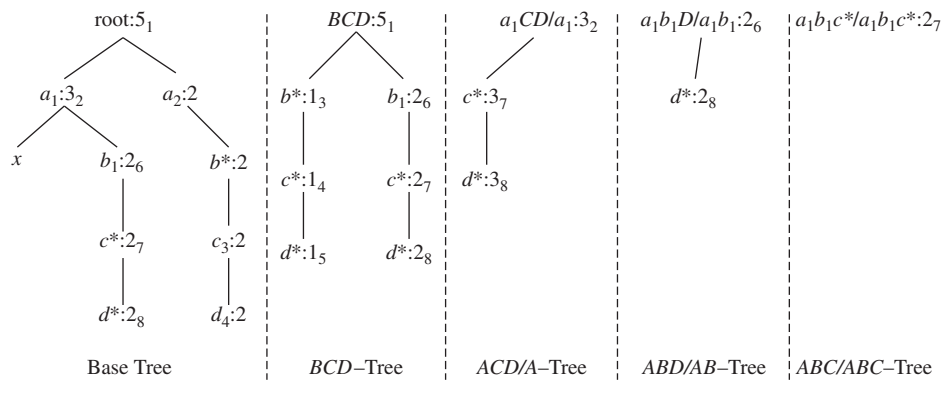 root:5₁ BCD:5₁ a₁CD/a₁:3₂ a₁b₁D/a₁b₁:2₆ a₁b₁c*/a₁b₁c*:2₇
a₁:3₂ a₂:2 b*:1₃ b₁:2₆ c*:3₇ d*:2₈
x b₁:2₆ b*:2 c*:1₄ c*:2₇ d*:3₈
c*:2₇ c₃:2 d*:1₅ d*:2₈
d*:2₈ d₄:2
Base Tree BCD–Tree ACD/A–Tree ABD/AB–Tree ABC/ABC–Tree